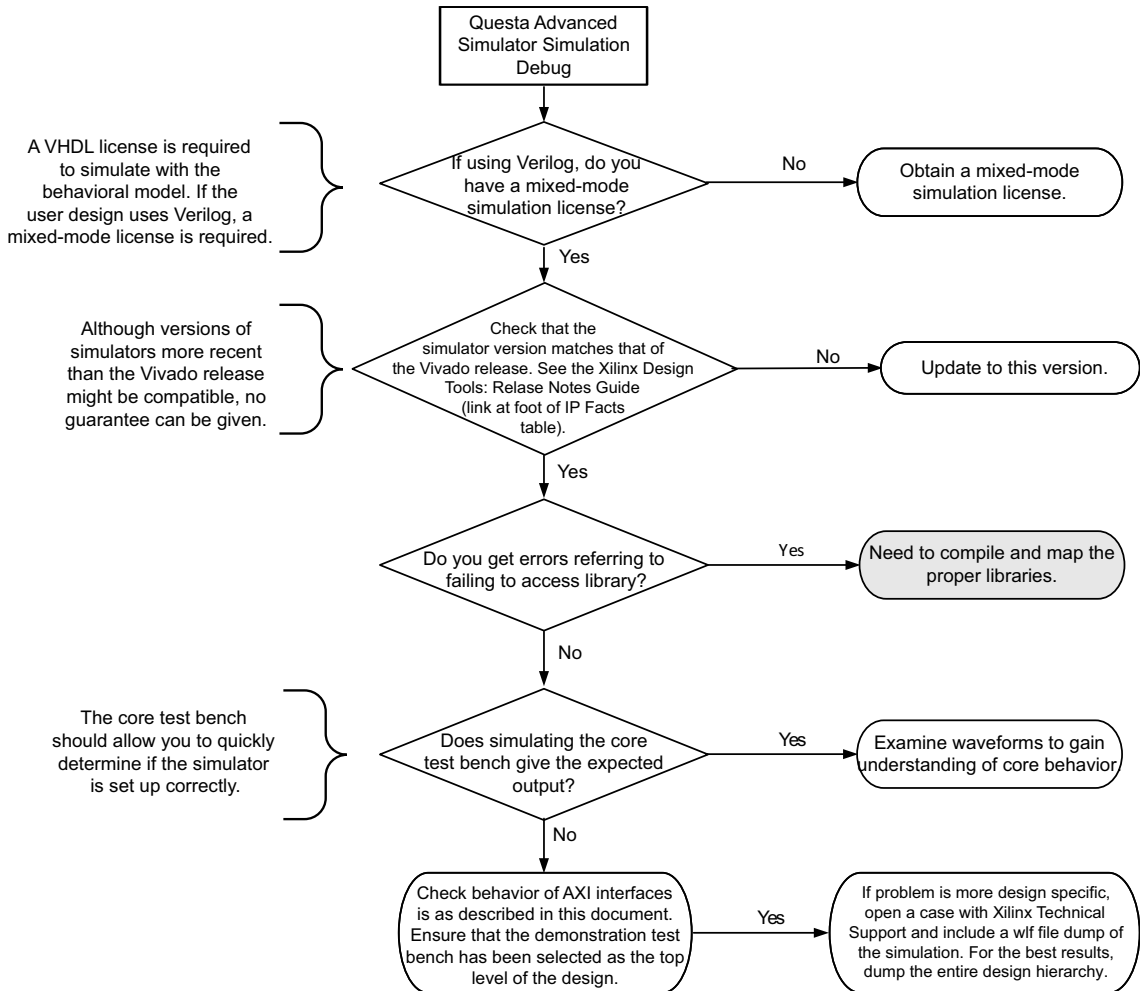 Questa Advanced
Simulator Simulation
Debug
A VHDL license is required
to simulate with the
behavioral model. If the
user design uses Verilog, a
mixed-mode license is required.
If using Verilog, do you
have a mixed-mode
simulation license?
No
Obtain a mixed-mode
simulation license.
Yes
Although versions of
simulators more recent
than the Vivado release
might be compatible, no
guarantee can be given.
Check that the
simulator version matches that of
the Vivado release. See the Xilinx Design
Tools: Relase Notes Guide
(link at foot of IP Facts
table).
No
Update to this version.
Yes
Do you get errors referring to
failing to access library?
Yes
Need to compile and map the
proper libraries.
No
The core test bench
should allow you to quickly
determine if the simulator
is set up correctly.
Does simulating the core
test bench give the expected
output?
Yes
Examine waveforms to gain
understanding of core behavior
No
Check behavior of AXI interfaces
is as described in this document.
Ensure that the demonstration test
bench has been selected as the top
level of the design.
Yes
If problem is more design specific,
open a case with Xilinx Technical
Support and include a wlf file dump of
the simulation. For the best results,
dump the entire design hierarchy.